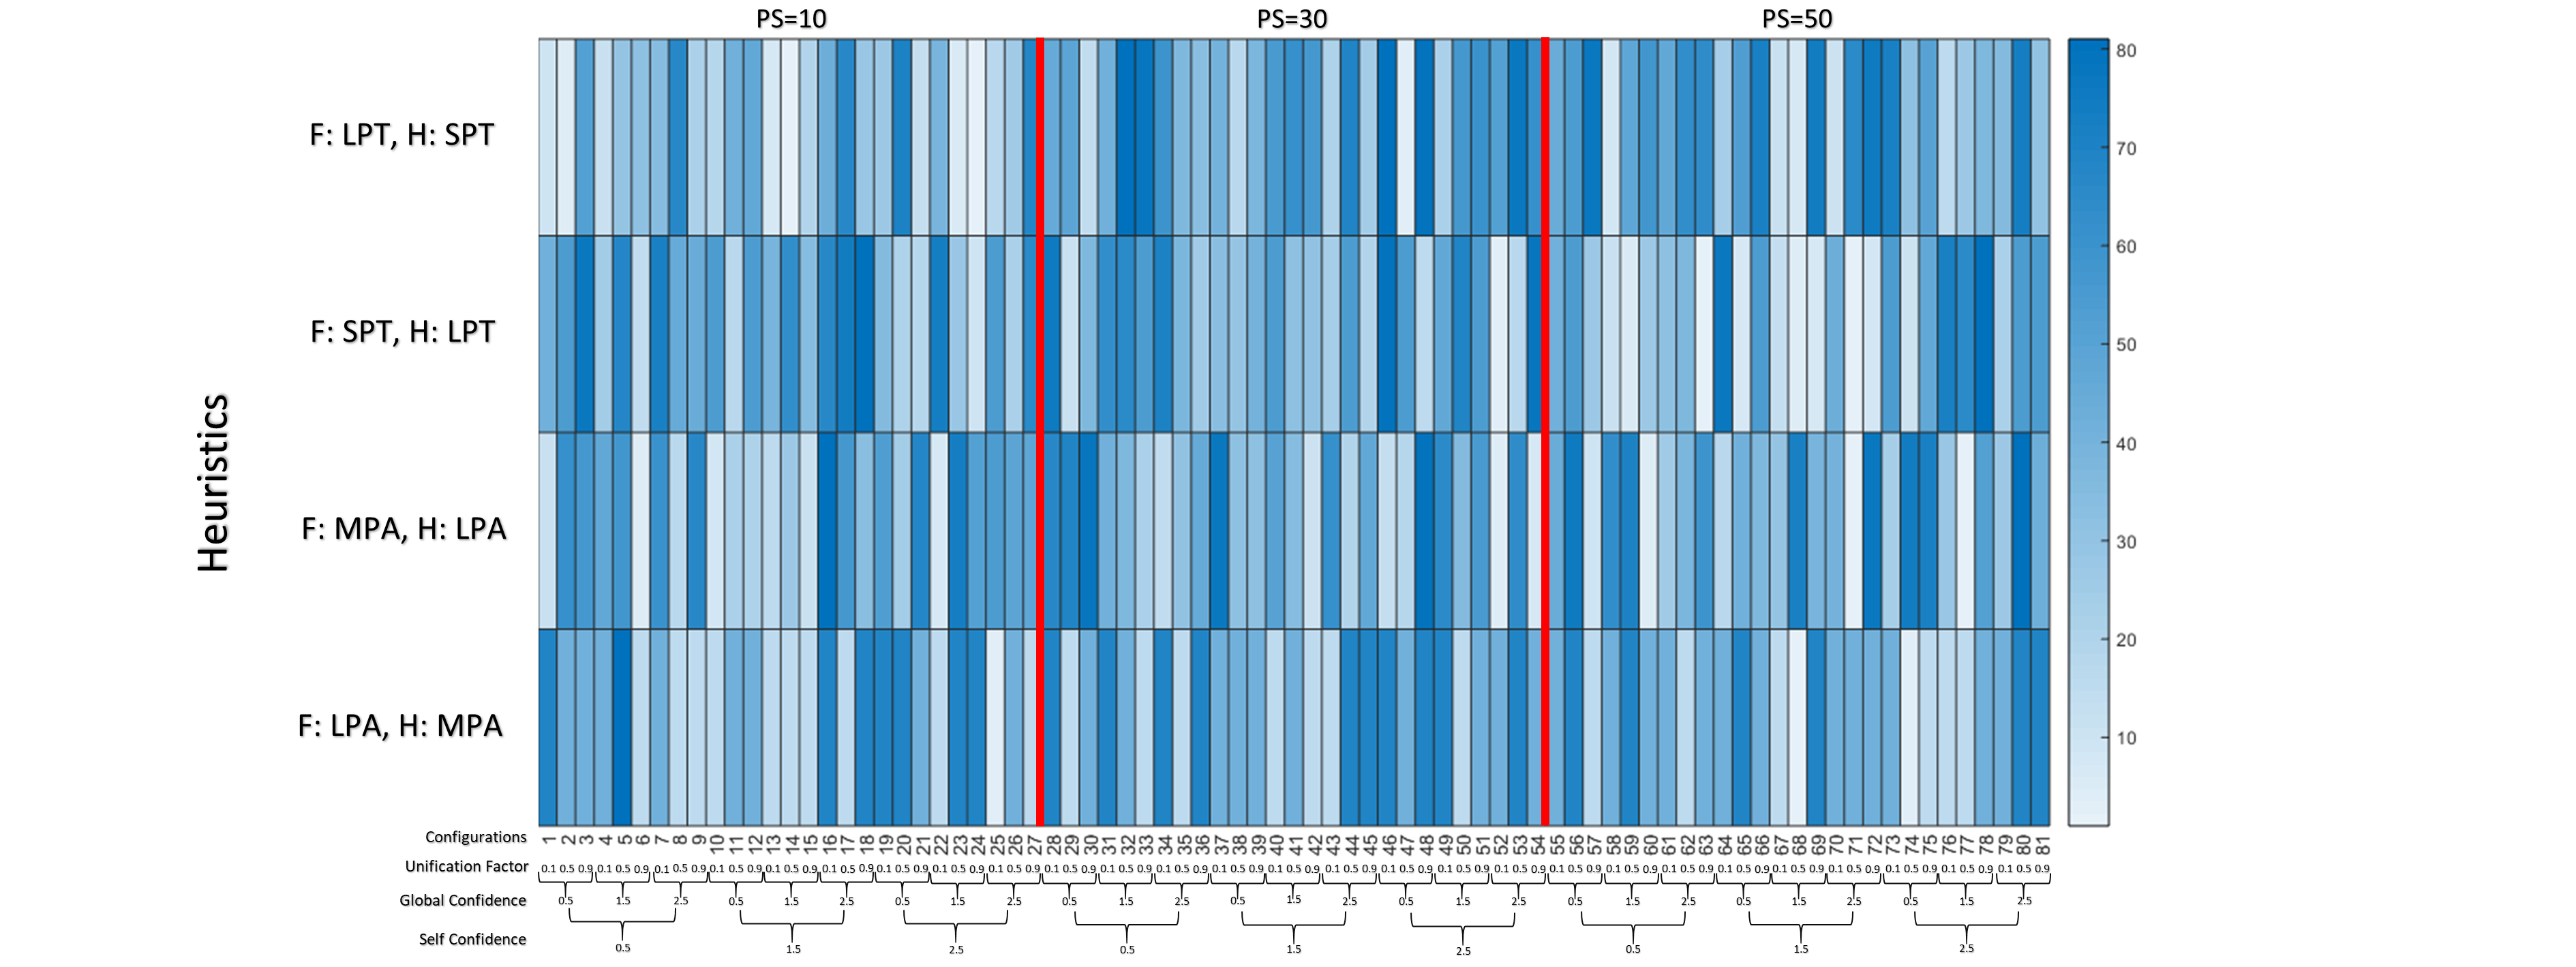 PS=10 PS=30 PS=50
F: LPT, H: SPT
F: SPT, H: LPT
F: MPA, H: LPA
F: LPA, H: MPA
Heuristics
80
70
60
50
40
30
20
10
Configurations 1 2 3 4 5 6 7 8 9 10 11 12 13 14 15 16 17 18 19 20 21 22 23 24 25 26 27 28 29 30 31 32 33 34 35 36 37 38 39 40 41 42 43 44 45 46 47 48 49 50 51 52 53 54 55 56 57 58 59 60 61 62 63 64 65 66 67 68 69 70 71 72 73 74 75 76 77 78 79 80 81
Unification Factor 0.1 0.5 0.9 0.1 0.5 0.9 0.1 0.5 0.9 0.1 0.5 0.9 0.1 0.5 0.9 0.1 0.5 0.9 0.1 0.5 0.9 0.1 0.5 0.9 0.1 0.5 0.9 0.1 0.5 0.9 0.1 0.5 0.9 0.1 0.5 0.9 0.1 0.5 0.9 0.1 0.5 0.9 0.1 0.5 0.9 0.1 0.5 0.9 0.1 0.5 0.9 0.1 0.5 0.9 0.1 0.5 0.9 0.1 0.5 0.9 0.1 0.5 0.9 0.1 0.5 0.9 0.1 0.5 0.9 0.1 0.5 0.9 0.1 0.5 0.9 0.1 0.5 0.9 0.1 0.5 0.9
Global Confidence 0.5 1.5 2.5 0.5 1.5 2.5 0.5 1.5 2.5 0.5 1.5 2.5 0.5 1.5 2.5 0.5 1.5 2.5 0.5 1.5 2.5 0.5 1.5 2.5 0.5 1.5 2.5
Self Confidence 0.5 1.5 2.5 0.5 1.5 2.5 0.5 1.5 2.5